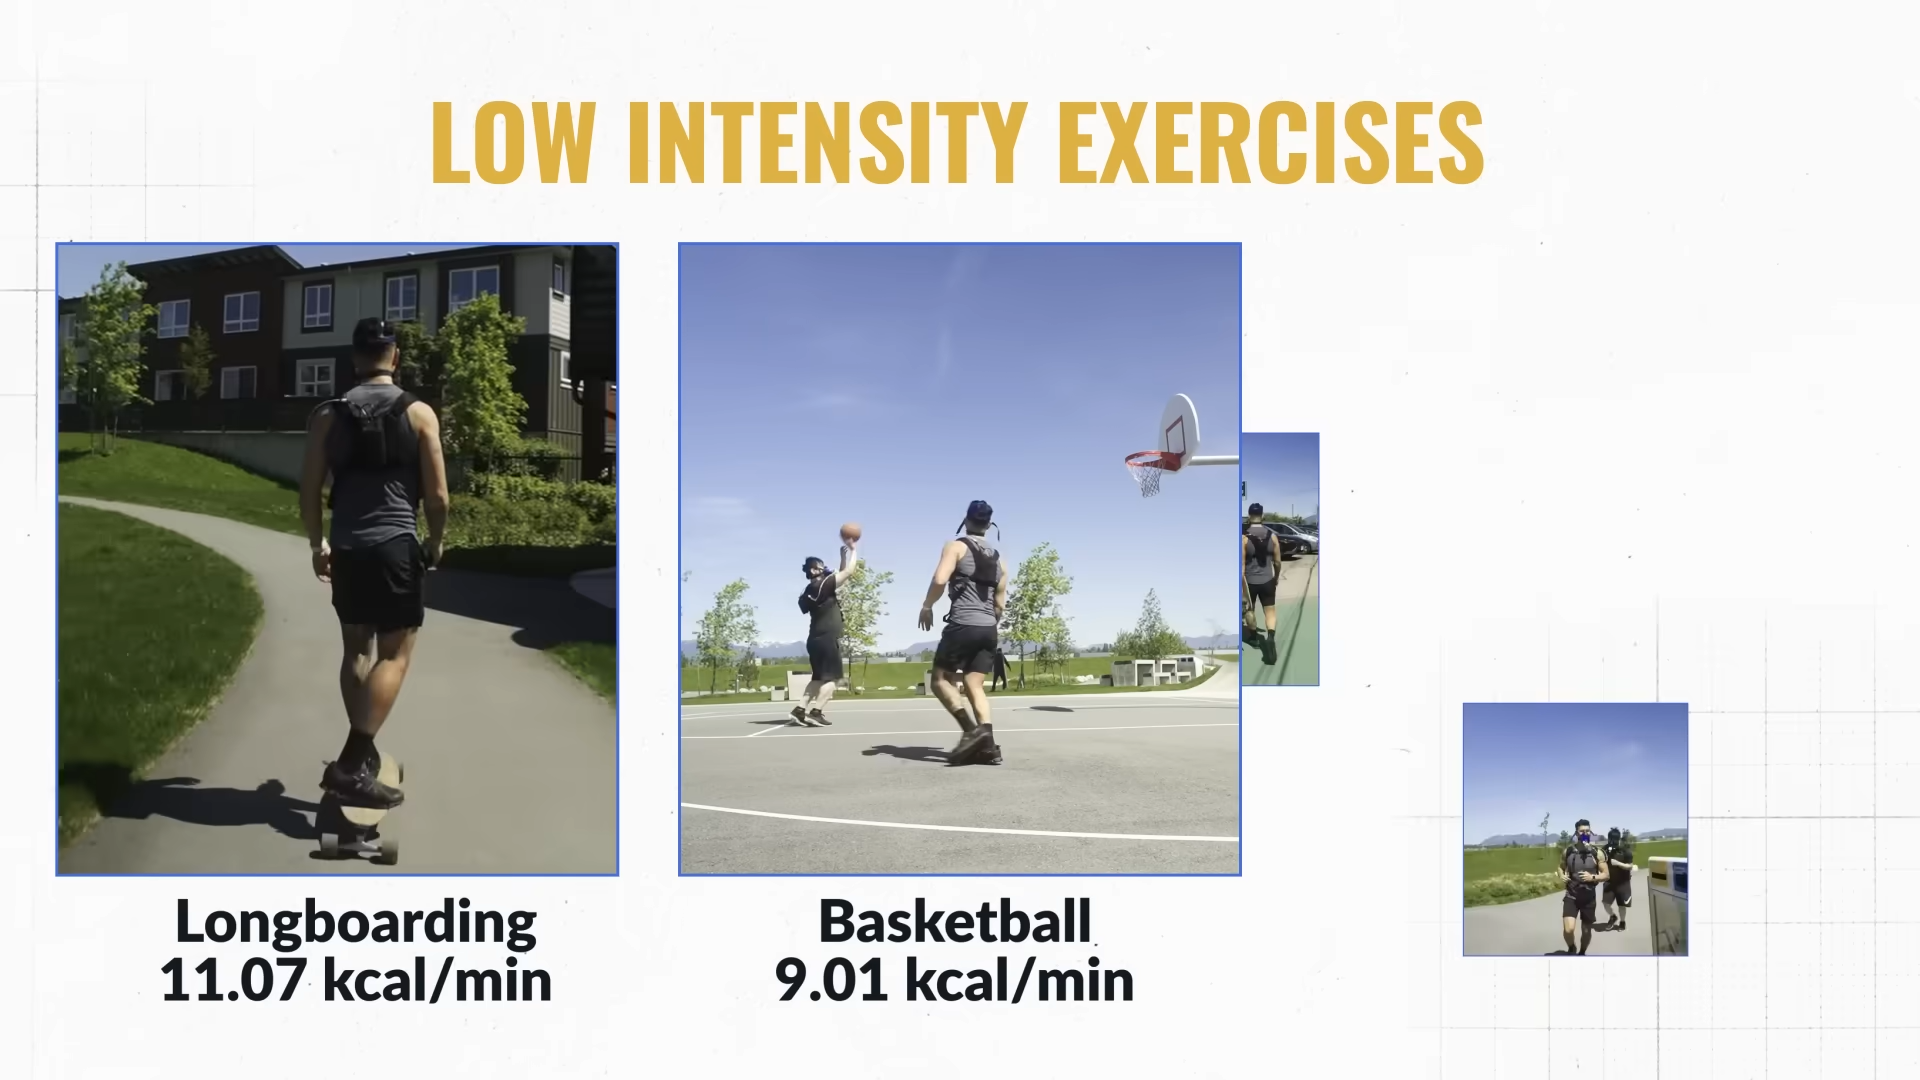 LOW INTENSITY EXERCISES
Longboarding
11.07 kcal/min
Basketball
9.01 kcal/min